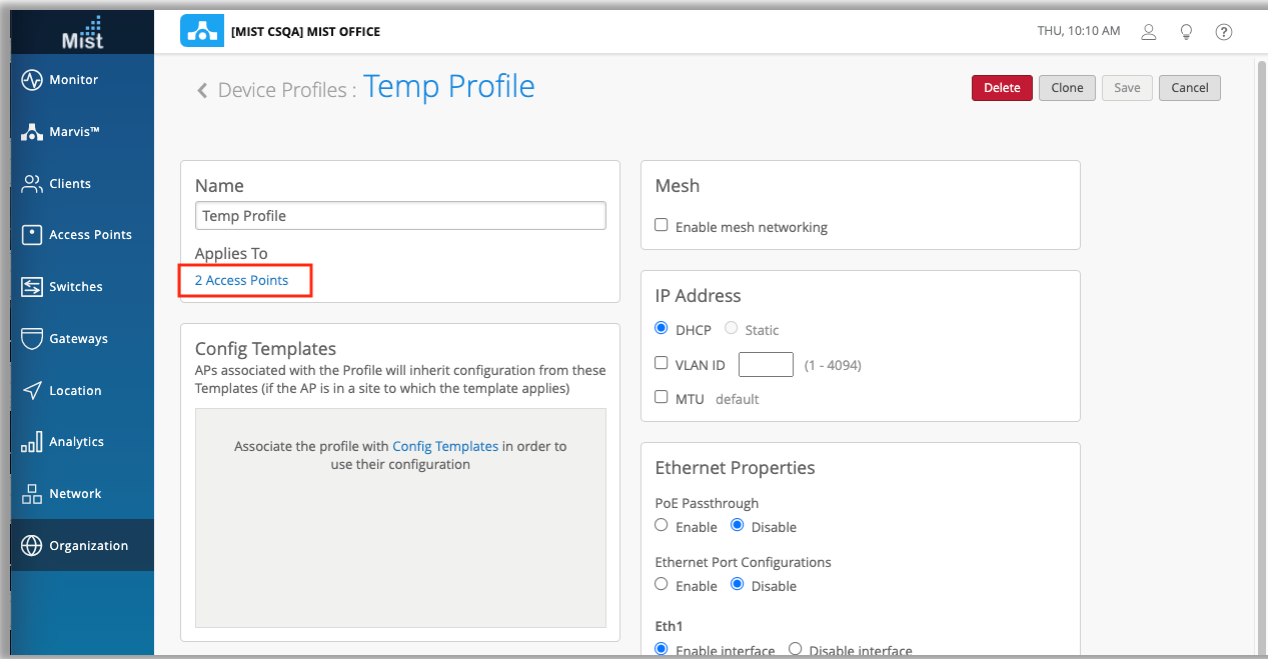 Mist
[MIST CSQA] MIST OFFICE
THU, 10:10 AM
?
Monitor
Marvis™
Clients
Access Points
Switches
Gateways
Location
Analytics
Network
Organization
< Device Profiles : Temp Profile
Delete
Clone
Save
Cancel
Name
Temp Profile
Applies To
2 Access Points
Config Templates
APs associated with the Profile will inherit configuration from these
Templates (if the AP is in a site to which the template applies)
Associate the profile with Config Templates in order to
use their configuration
Mesh
Enable mesh networking
IP Address
DHCP Static
VLAN ID (1 - 4094)
MTU default
Ethernet Properties
PoE Passthrough
Enable Disable
Ethernet Port Configurations
Enable Disable
Eth1
Enable interface Disable interface